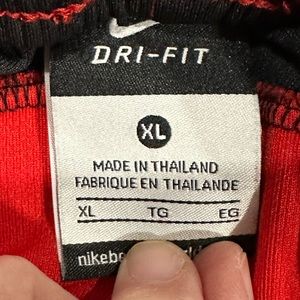 DRI-FIT
XL
MADE IN THAILAND
FABRIQUE EN THAILANDE
XL TG EG